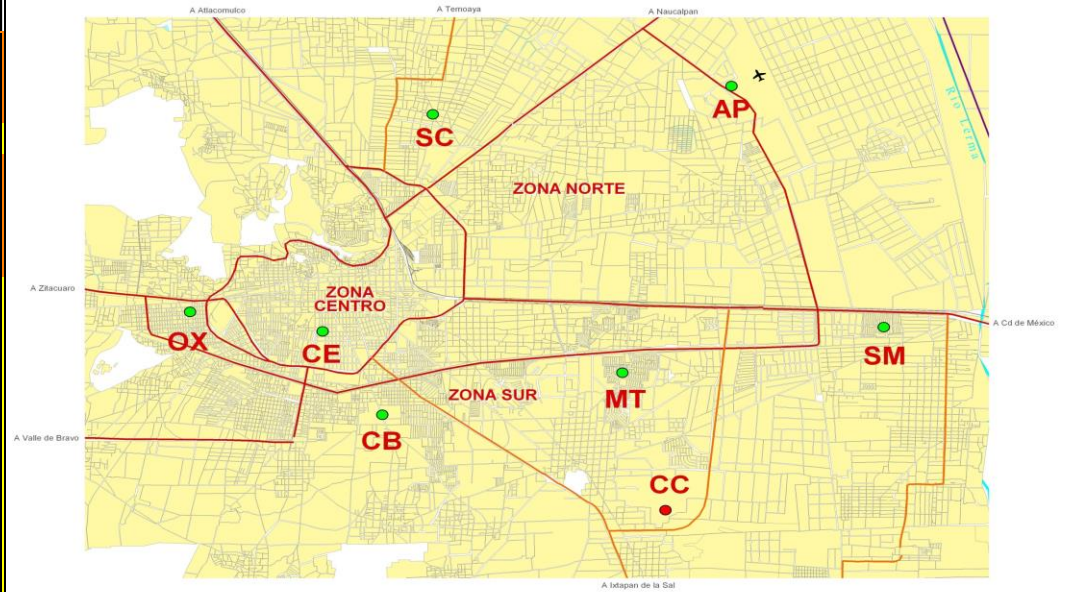 A Atlacomulco
A Temoaya
A Naucalpan
AP
SC
Río Lerma
ZONA NORTE
A Zitacuaro
ZONA
CENTRO
A Cd de México
OX
CE
SM
ZONA SUR
MT
A Valle de Bravo
CB
CC
A Ixtapan de la Sal